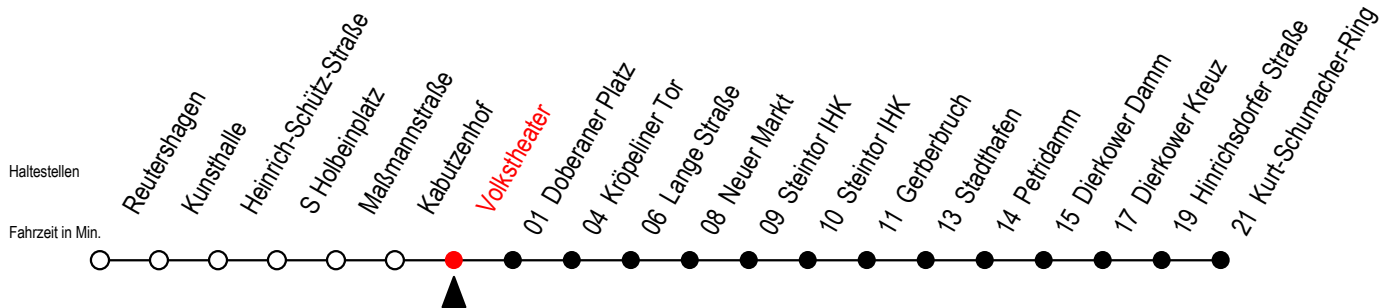 Haltestellen
Fahrzeit in Min.
Reutershagen
Kunsthalle
Heinrich-Schütz-Straße
S Holbeinplatz
Maßmannstraße
Kabutzenhof
Volkstheater
01 Doberaner Platz
04 Kröpeliner Tor
06 Lange Straße
08 Neuer Markt
09 Steintor IHK
10 Steintor IHK
11 Gerberbruch
13 Stadthafen
14 Petridamm
15 Dierkower Damm
17 Dierkower Kreuz
19 Hinrichsdorfer Straße
21 Kurt-Schumacher-Ring